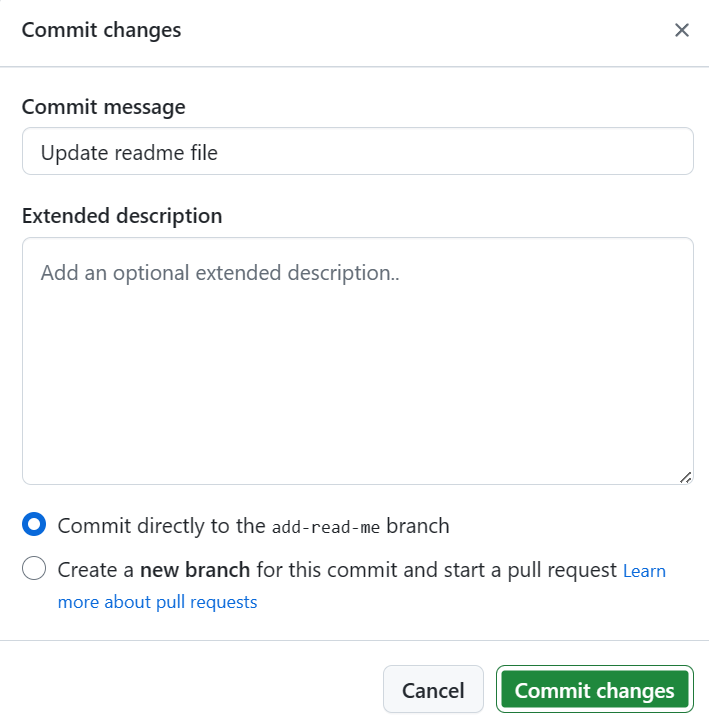 Commit changes
Commit message
Update readme file
Extended description
Add an optional extended description..
Commit directly to the add-read-me branch
Create a new branch for this commit and start a pull request Learn
more about pull requests
Cancel
Commit changes